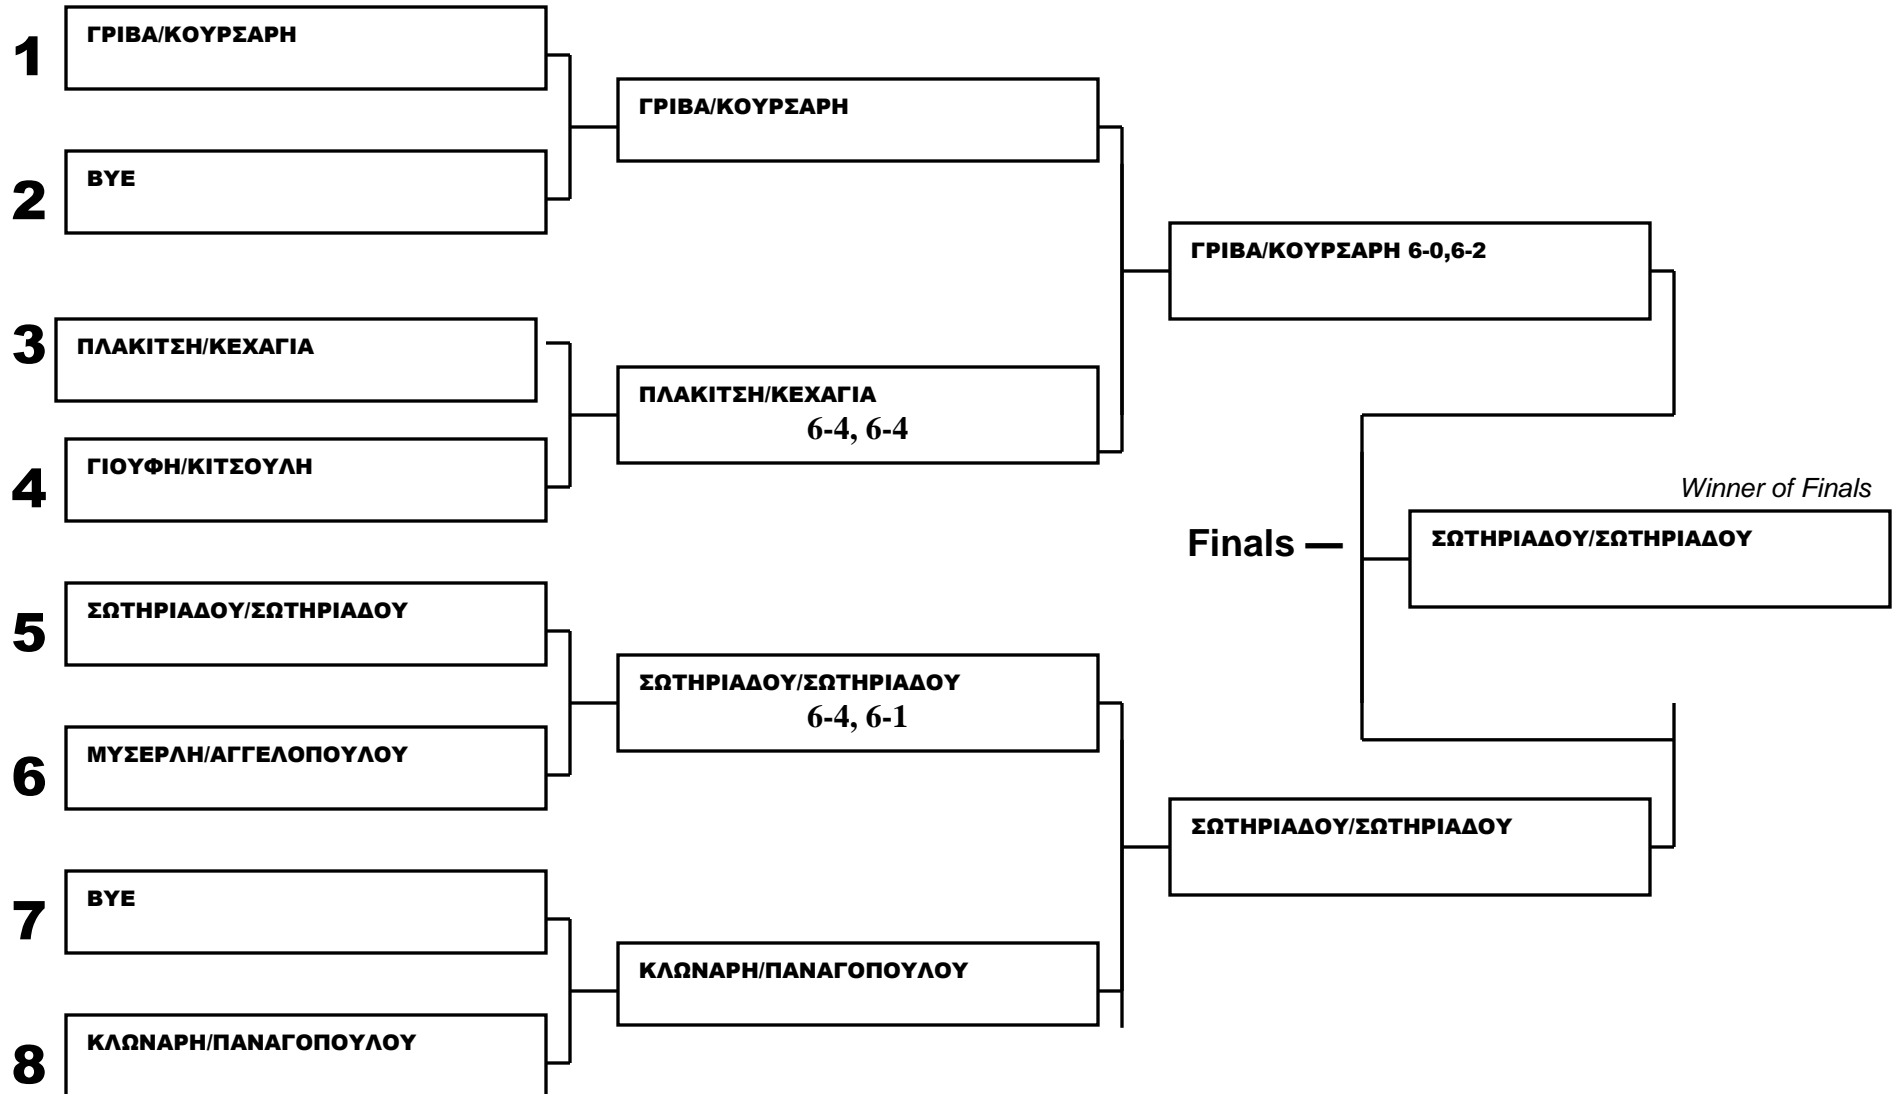 1
ΓΡΙΒΑ/ΚΟΥΡΣΑΡΗ
2
BYE
3
ΠΛΑΚΙΤΣΗ/ΚΕΧΑΓΙΑ
4
ΓΙΟΥΦΗ/ΚΙΤΣΟΥΛΗ
5
ΣΩΤΗΡΙΑΔΟΥ/ΣΩΤΗΡΙΑΔΟΥ
6
ΜΥΣΕΡΛΗ/ΑΓΓΕΛΟΠΟΥΛΟΥ
7
BYE
8
ΚΛΩΝΑΡΗ/ΠΑΝΑΓΟΠΟΥΛΟΥ
ΓΡΙΒΑ/ΚΟΥΡΣΑΡΗ
ΠΛΑΚΙΤΣΗ/ΚΕΧΑΓΙΑ
6-4, 6-4
ΣΩΤΗΡΙΑΔΟΥ/ΣΩΤΗΡΙΑΔΟΥ
6-4, 6-1
ΚΛΩΝΑΡΗ/ΠΑΝΑΓΟΠΟΥΛΟΥ
ΓΡΙΒΑ/ΚΟΥΡΣΑΡΗ 6-0,6-2
ΣΩΤΗΡΙΑΔΟΥ/ΣΩΤΗΡΙΑΔΟΥ
Finals —
Winner of Finals
ΣΩΤΗΡΙΑΔΟΥ/ΣΩΤΗΡΙΑΔΟΥ